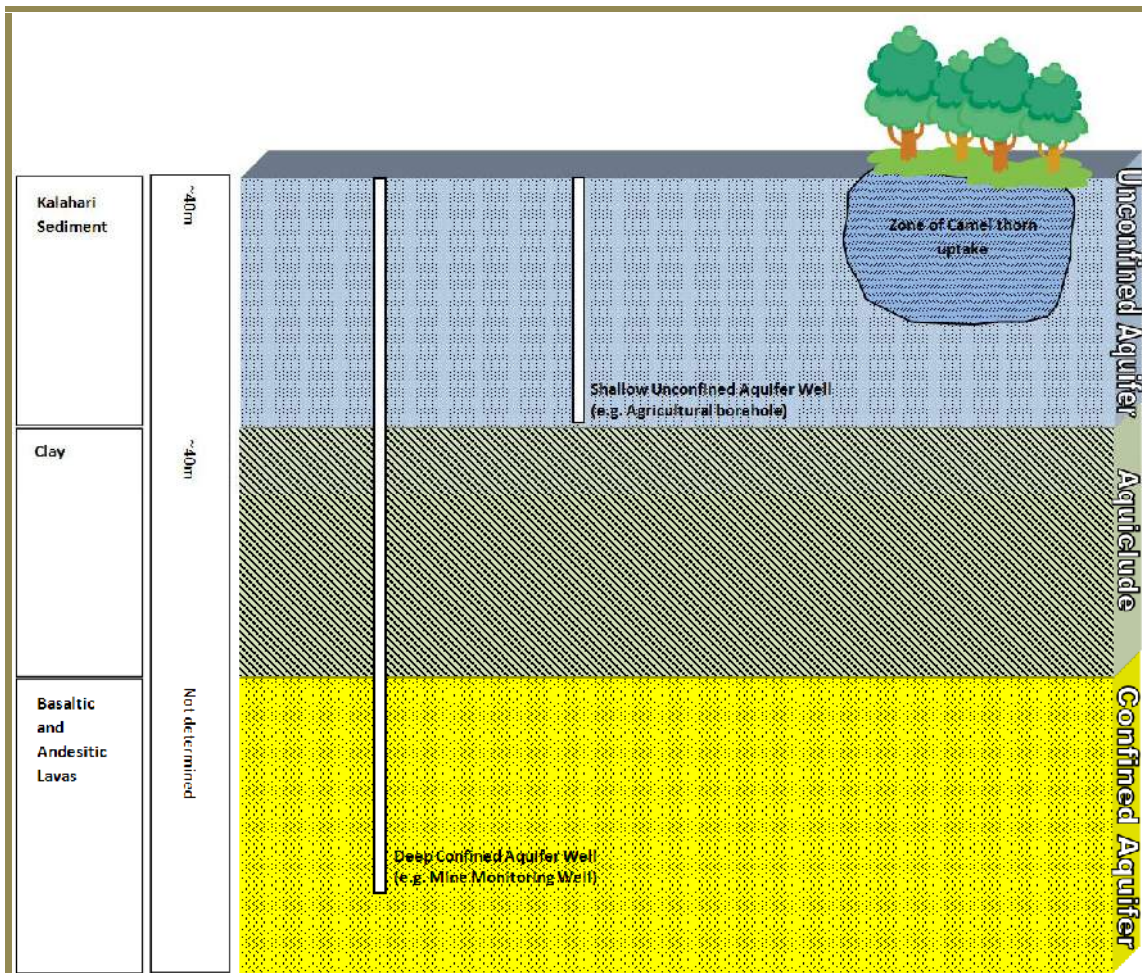 Kalahari
Sediment
~40m
Zone of Camel thorn
uptake
Unconfined Aquifer
Shallow Unconfined Aquifer Well
(e.g. Agricultural borehole)
Clay
~40m
Aquiclude
Basaltic
and
Andesitic
Lavas
Not determined
Deep Confined Aquifer Well
(e.g. Mine Monitoring Well)
Confined Aquifer